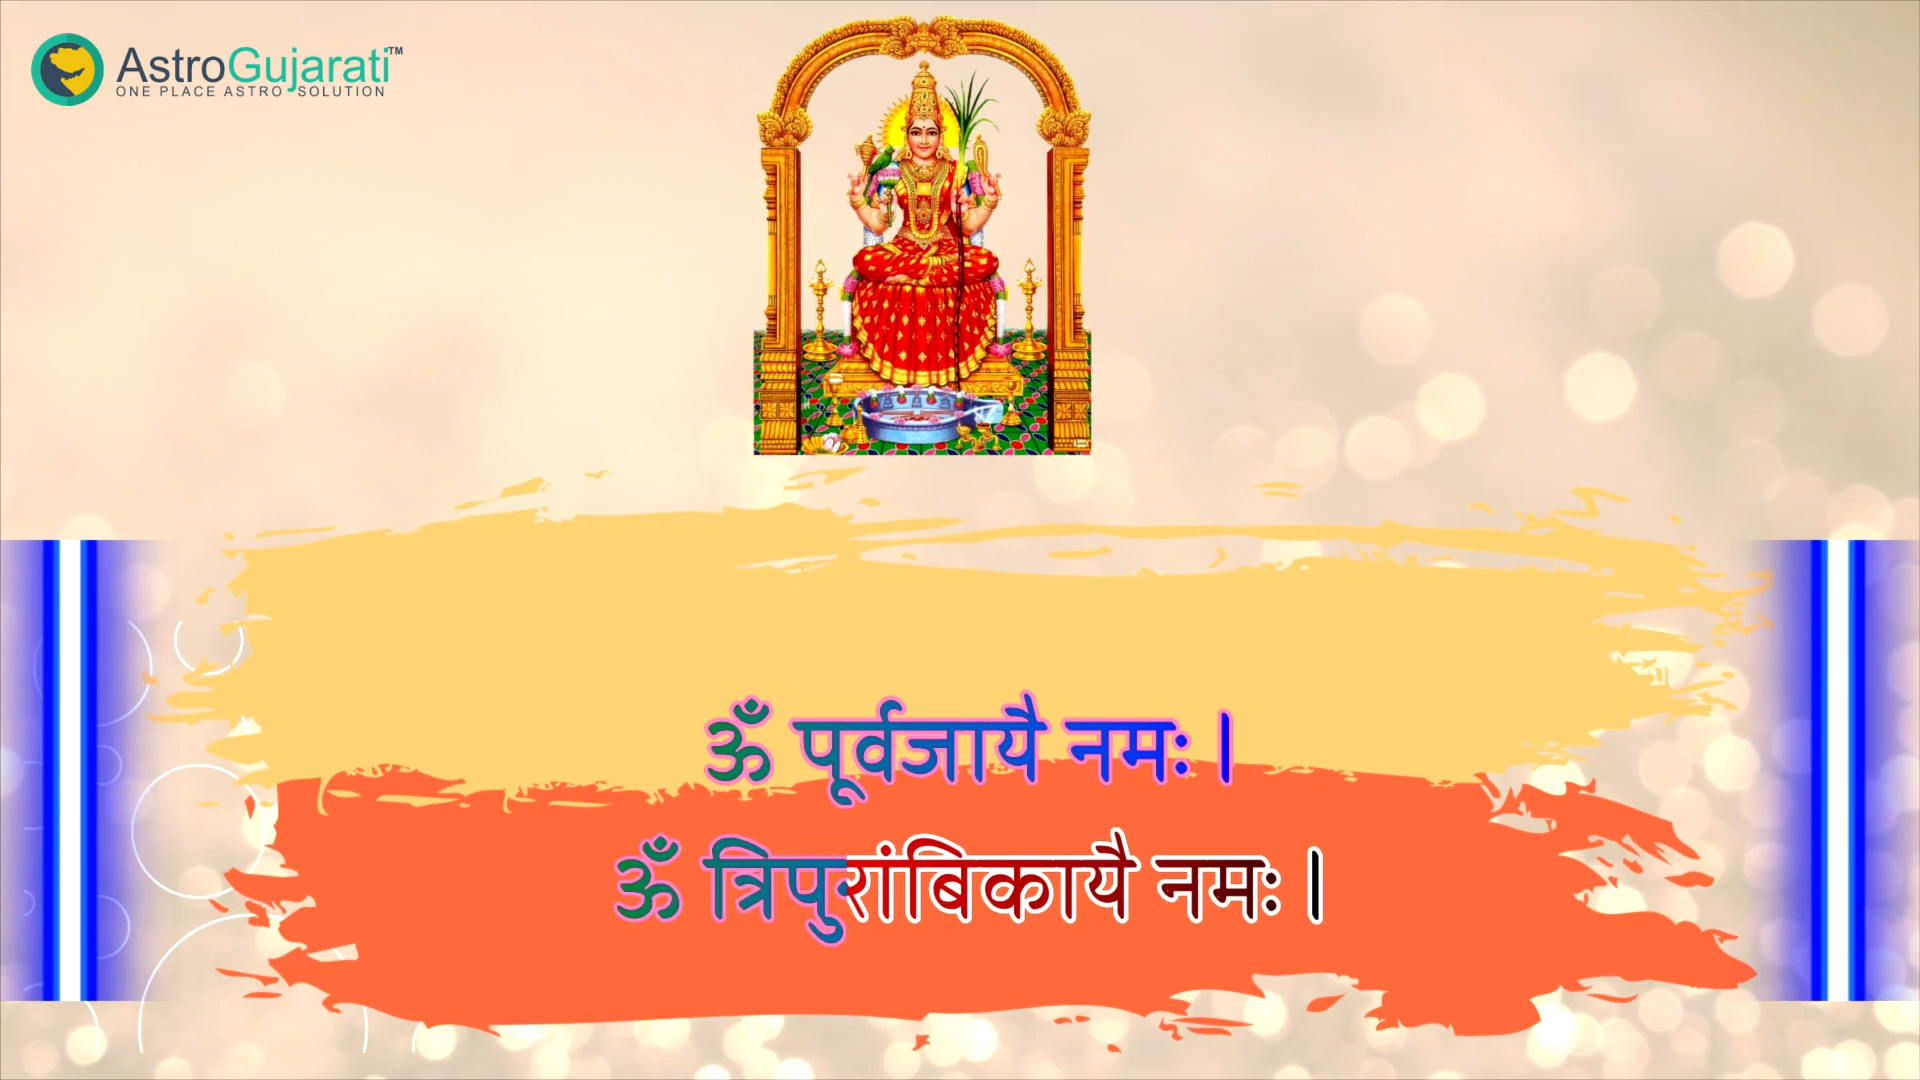 AstroGujarati™
ONE PLACE ASTRO SOLUTION
ॐ पूर्वजायै नमः।
ॐ त्रिपुरांबिकायै नमः।